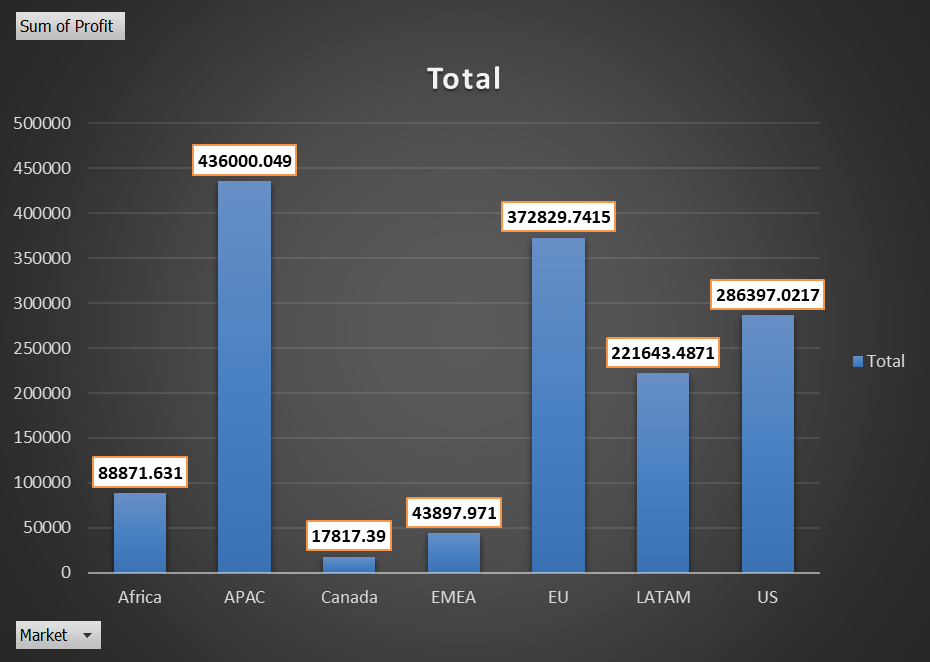 Sum of Profit
Total
500000
450000
400000
350000
300000
250000
200000
150000
100000
50000
0
88871.631
436000.049
17817.39
43897.971
372829.7415
221643.4871
286397.0217
Africa
APAC
Canada
EMEA
EU
LATAM
US
Total
Market